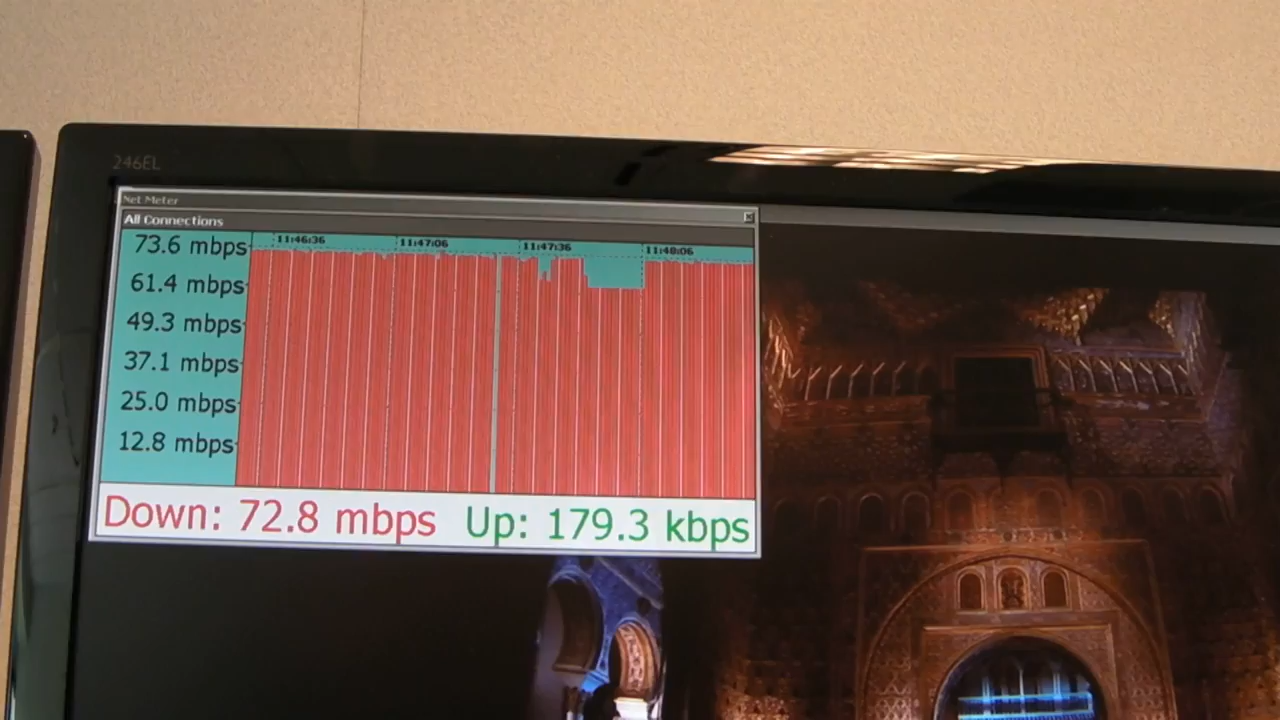 246EL
Net Meter
All Connections
73.6 mbps
11:46:36 11:47:06 11:47:36 11:48:06
61.4 mbps
49.3 mbps
37.1 mbps
25.0 mbps
12.8 mbps
Down: 72.8 mbps Up: 179.3 kbps